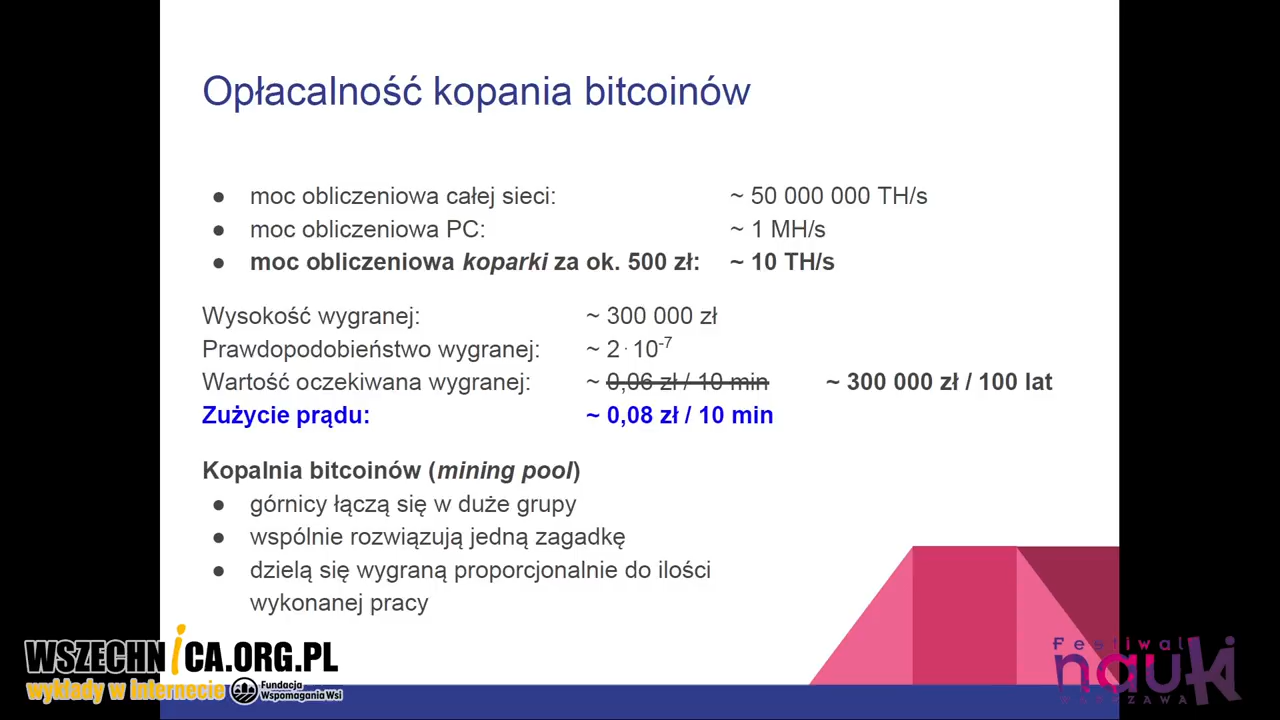 Opłacalność kopania bitcoinów
● moc obliczeniowa całej sieci: ~ 50 000 000 TH/s
● moc obliczeniowa PC: ~ 1 MH/s
● moc obliczeniowa koparki za ok. 500 zł: ~ 10 TH/s
Wysokość wygranej: ~ 300 000 zł
Prawdopodobieństwo wygranej: ~ 2·10⁻⁷
Wartość oczekiwana wygranej: ~ 0,06 zł / 10 min ~ 300 000 zł / 100 lat
Zużycie prądu: ~ 0,08 zł / 10 min
Kopalnia bitcoinów (mining pool)
● górnicy łączą się w duże grupy
● wspólnie rozwiązują jedną zagadkę
● dzielą się wygraną proporcjonalnie do ilości
wykonanej pracy
WSZECHNiCA.ORG.PL
wykłady w Internecie
Fundacja
Wspomagania Wsi
Festiwal
nauki
WARSZAWA